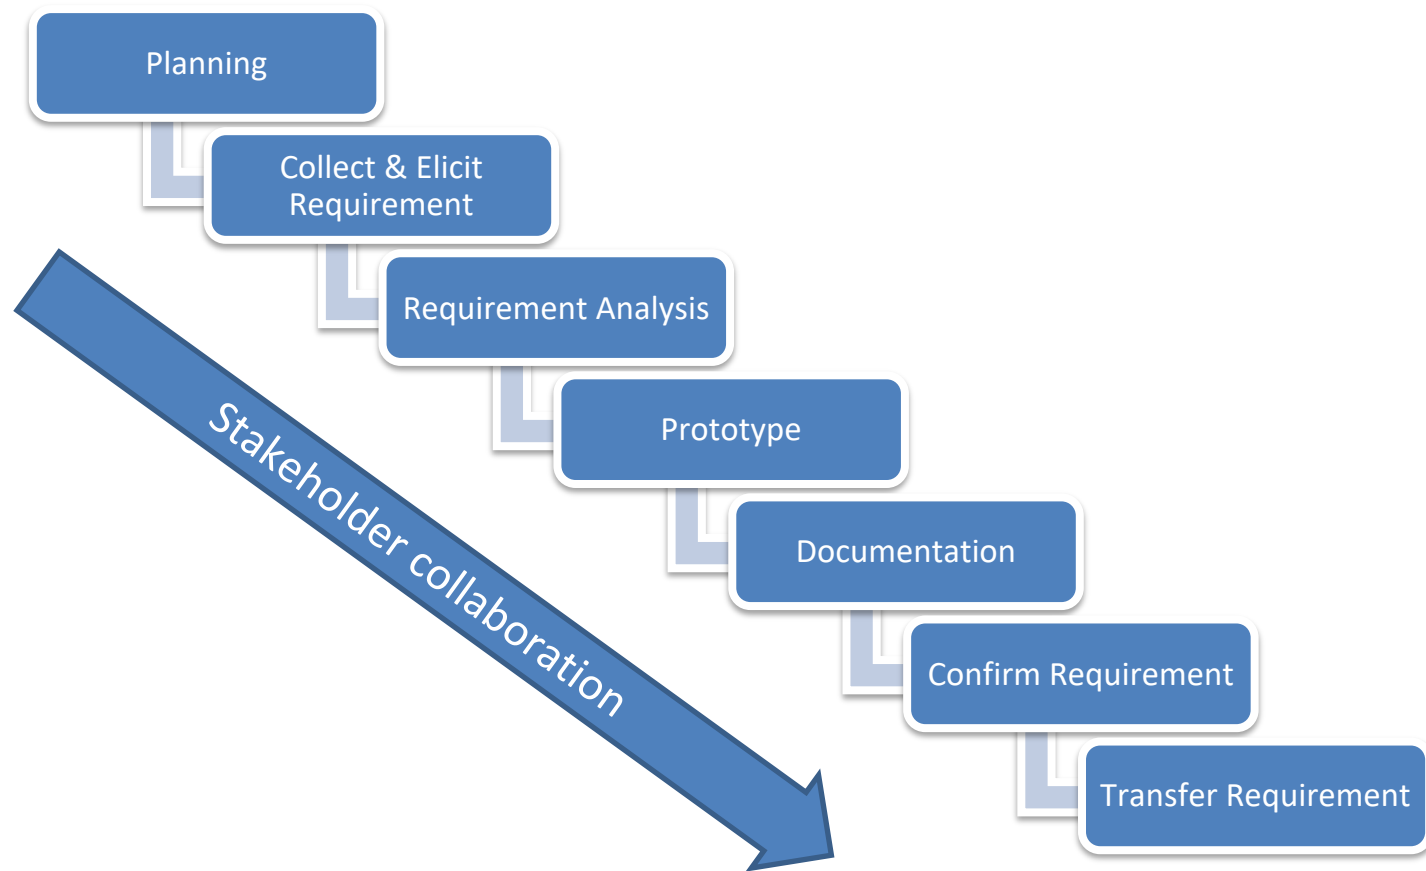 Planning
Collect & Elicit
Requirement
Requirement Analysis
Prototype
Documentation
Confirm Requirement
Transfer Requirement
Stakeholder collaboration